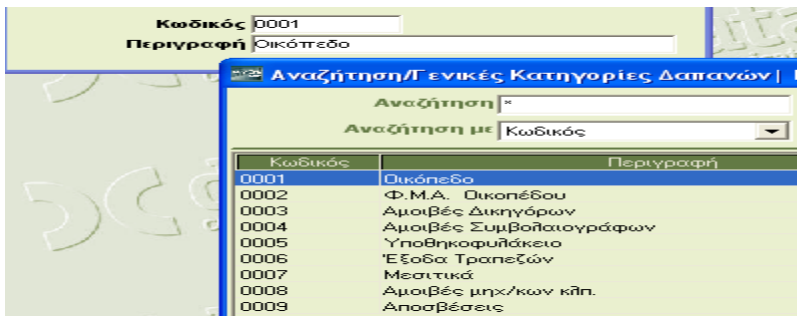 Κωδικός 0001
Περιγραφή Οικόπεδο
Αναζήτηση/Γενικές Κατηγορίες Δαπανών |
Αναζήτηση *
Αναζήτηση με Κωδικός
Κωδικός Περιγραφή
0001 Οικόπεδο
0002 Φ.Μ.Α. Οικοπέδου
0003 Αμοιβές Δικηγόρων
0004 Αμοιβές Συμβολαιογράφων
0005 Υποθηκοφυλάκειο
0006 Έξοδα Τραπεζών
0007 Μεσιτικά
0008 Αμοιβές μηχ/κων κλπ.
0009 Αποσβέσεις